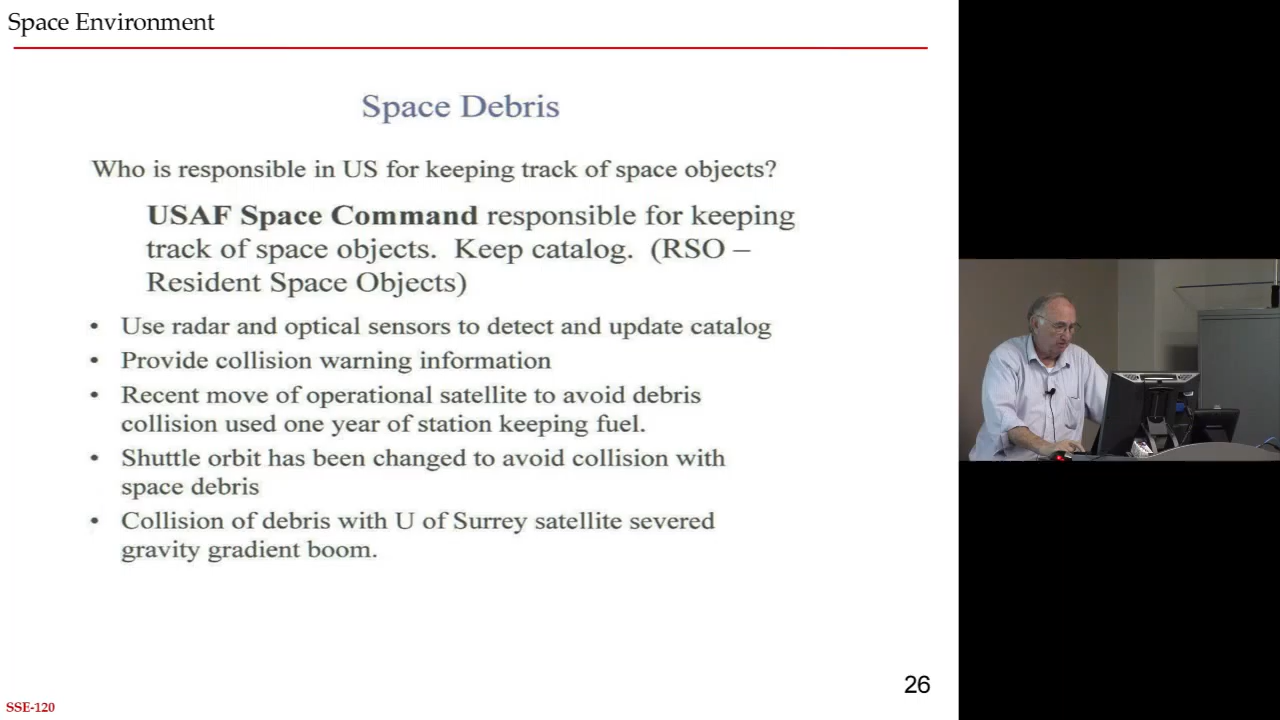 Space Environment
Space Debris
Who is responsible in US for keeping track of space objects?
USAF Space Command responsible for keeping
track of space objects.  Keep catalog.  (RSO –
Resident Space Objects)
• Use radar and optical sensors to detect and update catalog
• Provide collision warning information
• Recent move of operational satellite to avoid debris
collision used one year of station keeping fuel.
• Shuttle orbit has been changed to avoid collision with
space debris
• Collision of debris with U of Surrey satellite severed
gravity gradient boom.
26
SSE-120